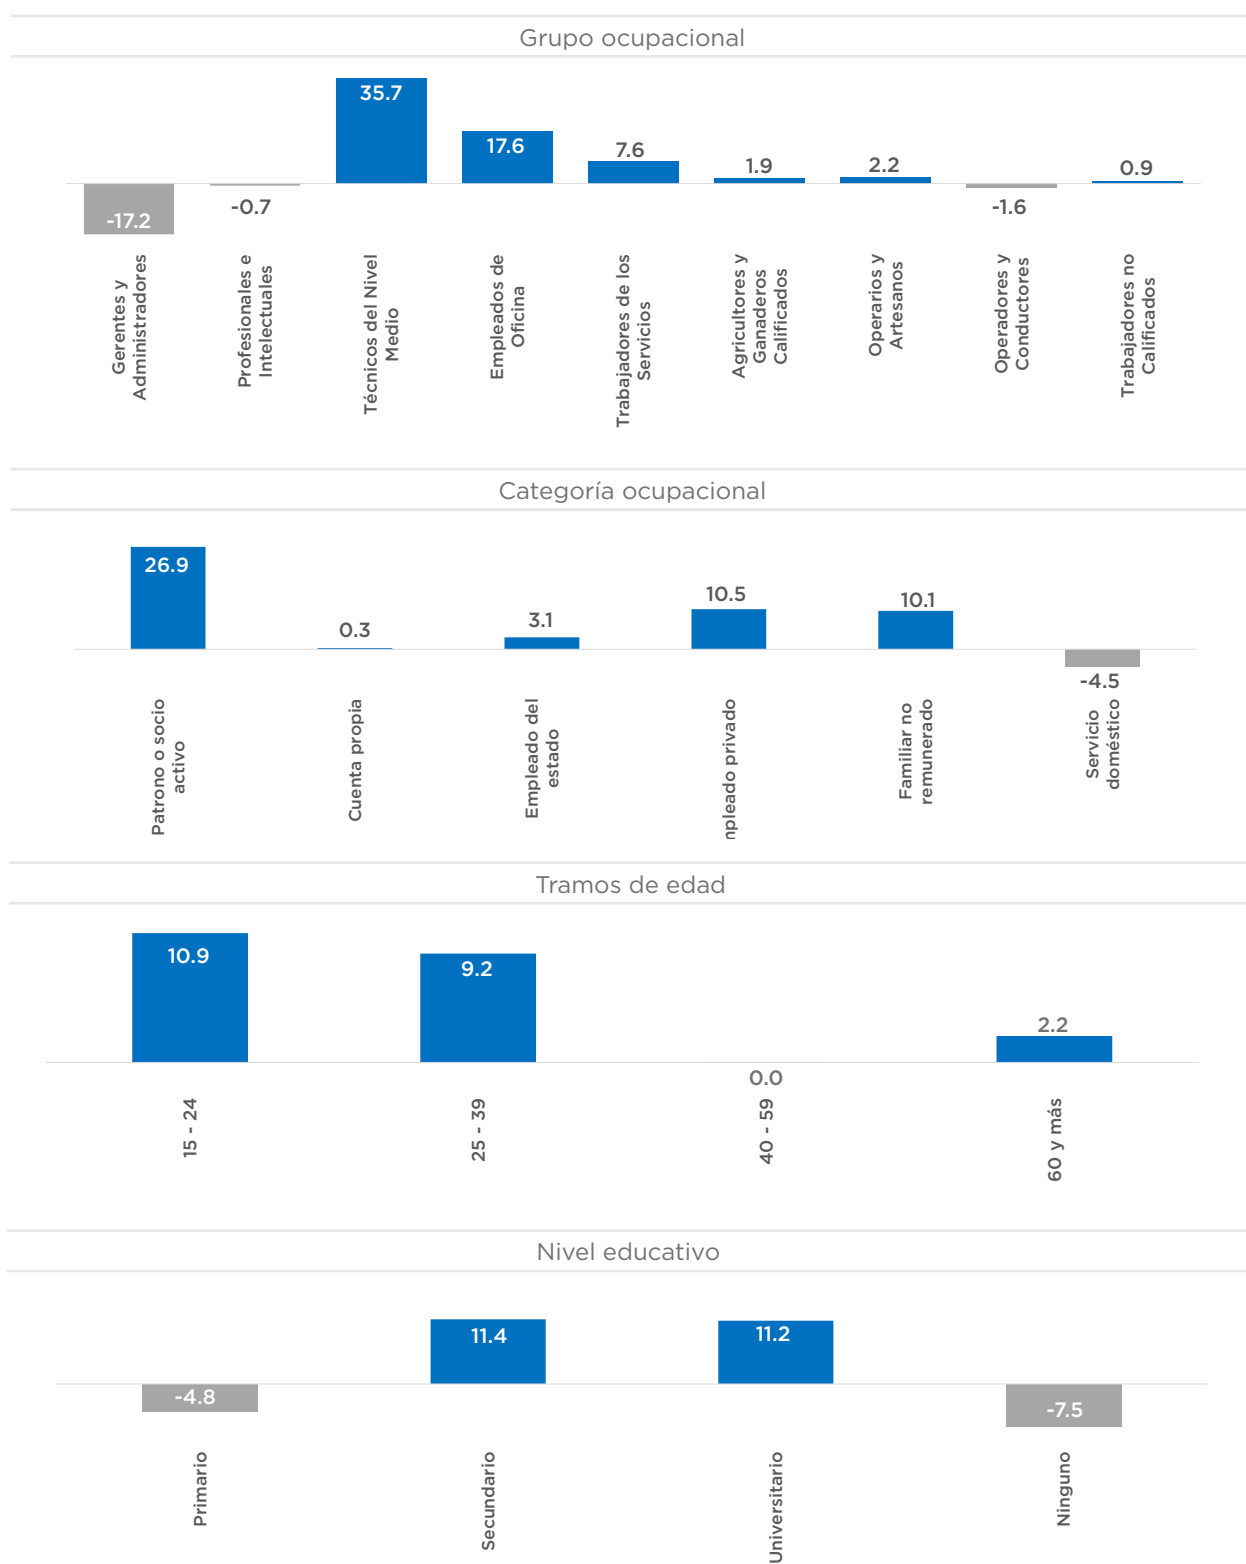 Grupo ocupacional
35.7
17.6
7.6
1.9
2.2
0.9
-17.2
-0.7
-1.6
Gerentes y
Administradores
Profesionales e
Intelectuales
Técnicos del Nivel
Medio
Empleados de
Oficina
Trabajadores de los
Servicios
Agricultores y
Ganaderos
Calificados
Operarios y
Artesanos
Operadores y
Conductores
Trabajadores no
Calificados
Categoría ocupacional
26.9
0.3
3.1
10.5
10.1
-4.5
Patrono o socio
activo
Cuenta propia
Empleado del
estado
npleado privado
Familiar no
remunerado
Servicio
doméstico
Tramos de edad
10.9
9.2
0.0
2.2
15 - 24
25 - 39
40 - 59
60 y más
Nivel educativo
-4.8
11.4
11.2
-7.5
Primario
Secundario
Universitario
Ninguno